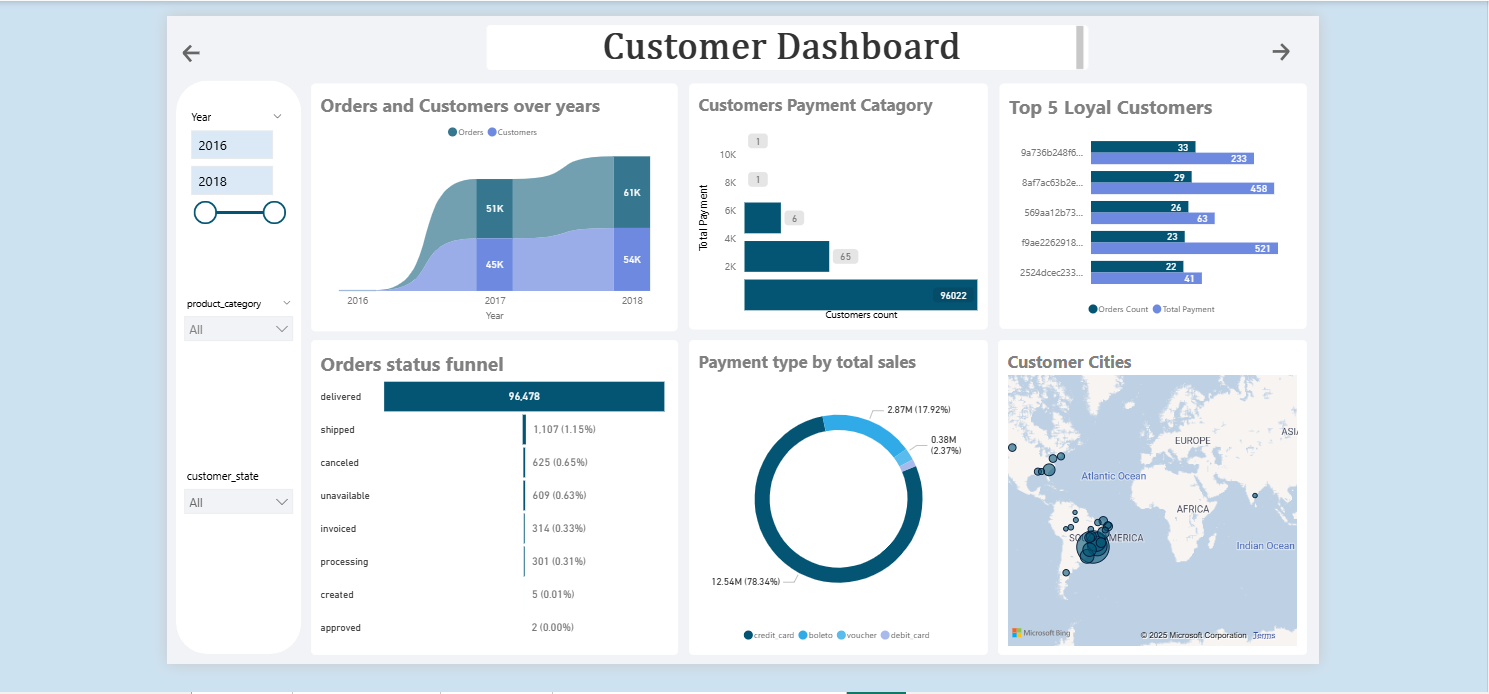 Customer Dashboard
Year
2016
2018
product_category
All
customer_state
All
Orders and Customers over years
Orders Customers
51K
61K
45K
54K
2016 2017 2018
Year
Customers Payment Catagory
Total Payment
10K
8K
6K
4K
2K
1
1
6
65
96022
Customers count
Top 5 Loyal Customers
9a736b248f6... 33
233
8af7ac63b2e... 29
458
569aa12b73... 26
63
f9ae2262918... 23
521
2524dcec233... 22
41
Orders Count Total Payment
Orders status funnel
delivered 96,478
shipped 1,107 (1.15%)
canceled 625 (0.65%)
unavailable 609 (0.63%)
invoiced 314 (0.33%)
processing 301 (0.31%)
created 5 (0.01%)
approved 2 (0.00%)
Payment type by total sales
2.87M (17.92%)
0.38M
(2.37%)
12.54M (78.34%)
credit_card boleto voucher debit_card
Customer Cities
EUROPE
ASIA
Atlantic Ocean
AFRICA
SOUTH AMERICA
Indian Ocean
Microsoft Bing
© 2025 Microsoft Corporation Terms